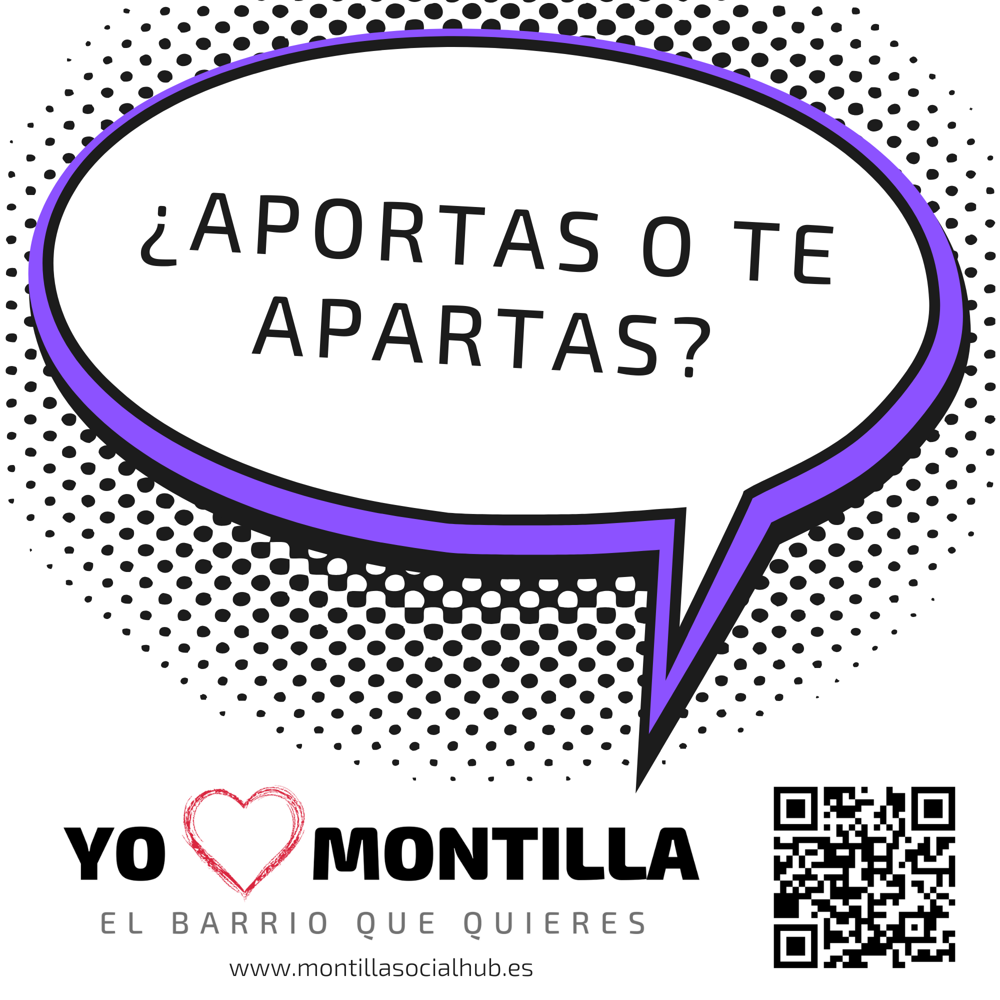 ¿APORTAS O TE
APARTAS?
YO MONTILLA
EL BARRIO QUE QUIERES
www.montillasocialhub.es